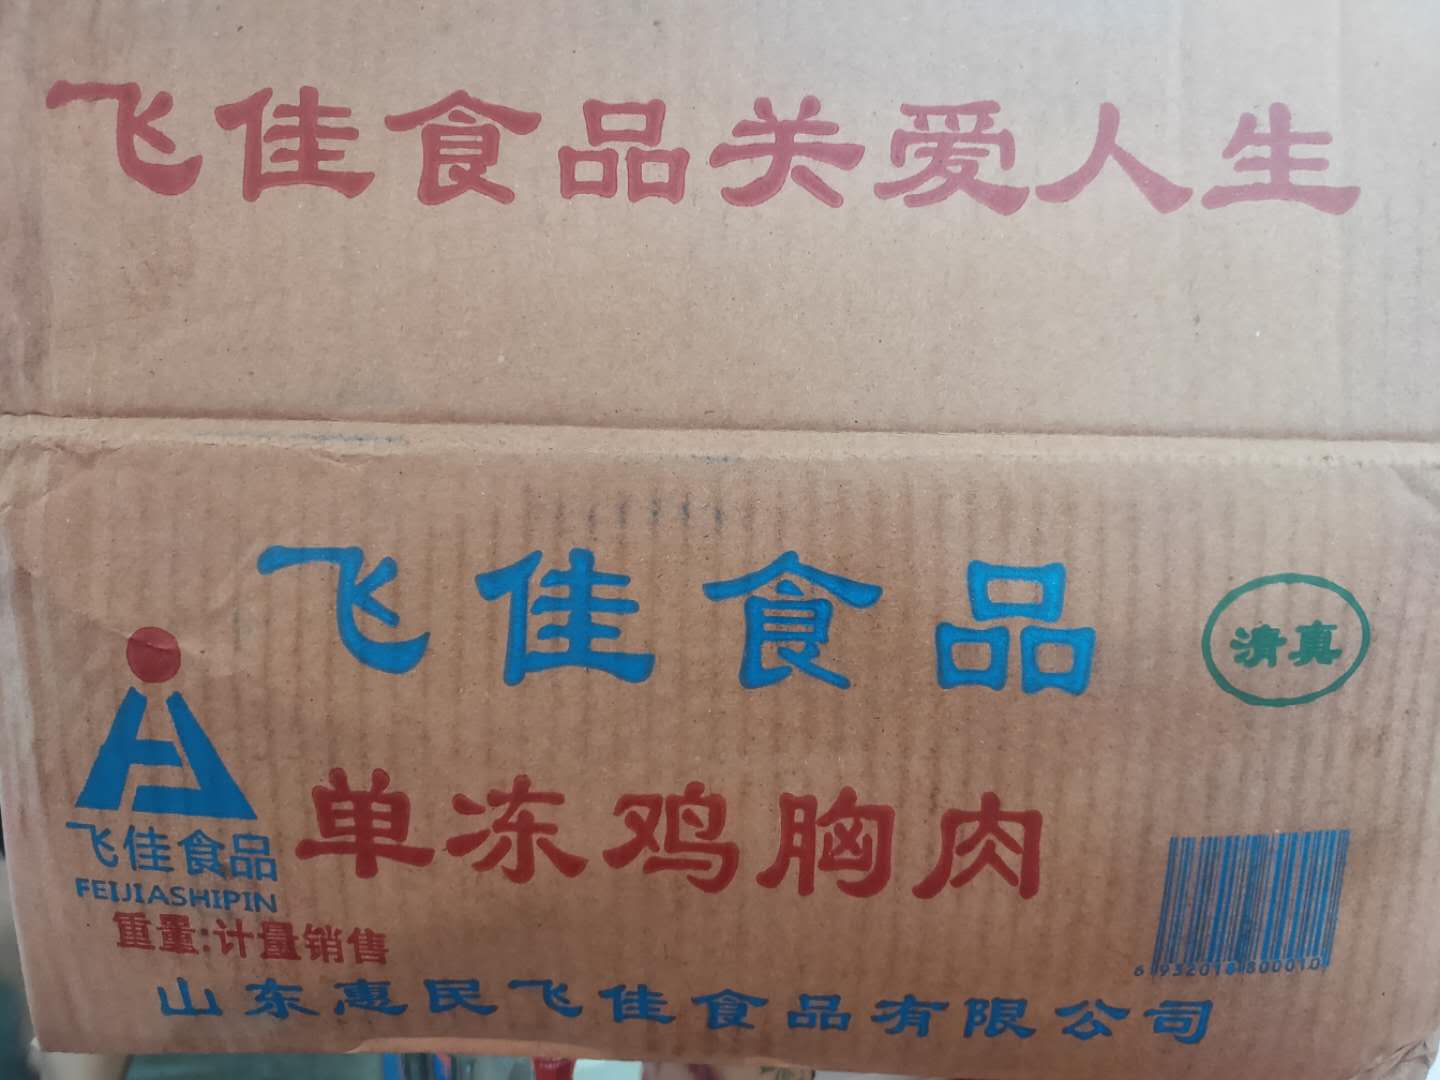 飞佳食品关爱人生
飞佳食品
清真
飞佳食品
FEIJIASHIPIN
单冻鸡胸肉
重量:计量销售
6932018800010
山东惠民飞佳食品有限公司